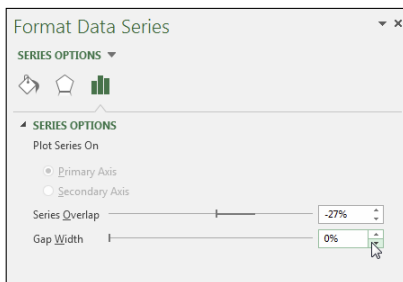 Format Data Series
SERIES OPTIONS
SERIES OPTIONS
Plot Series On
Primary Axis
Secondary Axis
Series Overlap -27%
Gap Width 0%